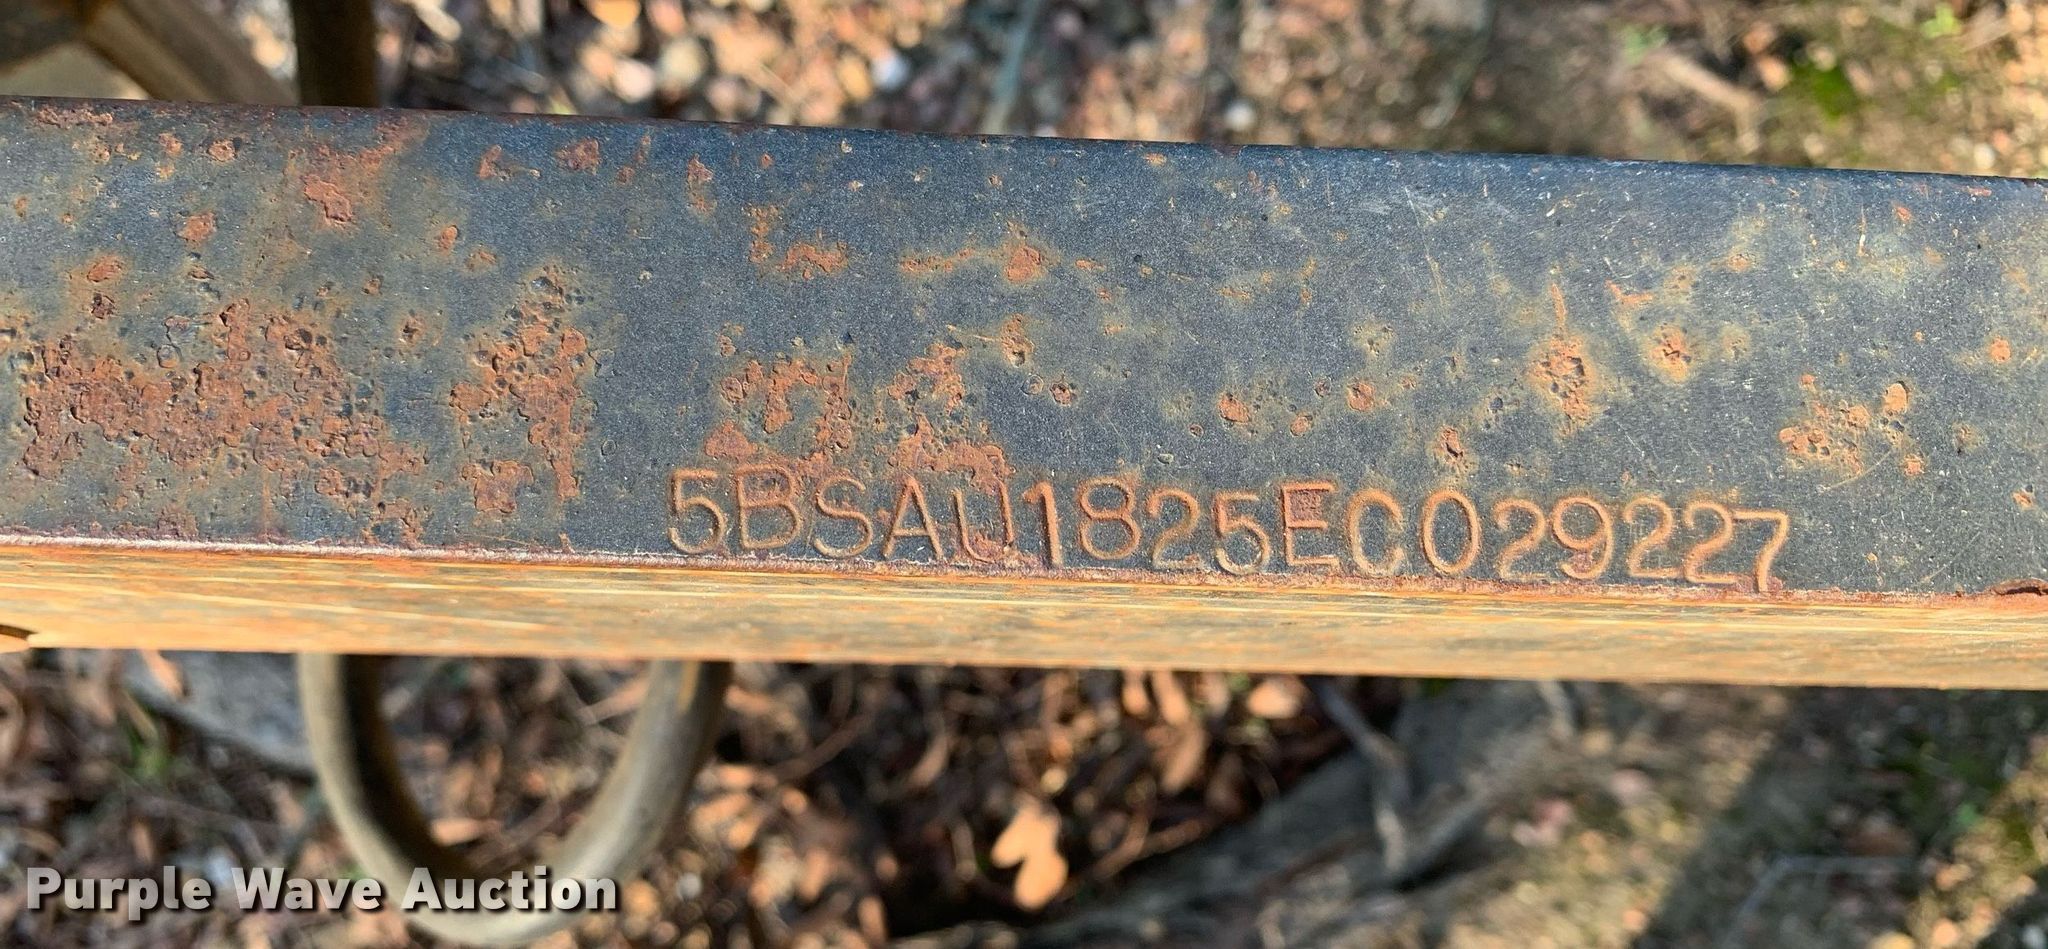 5BSAU1825EC029227
Purple Wave Auction